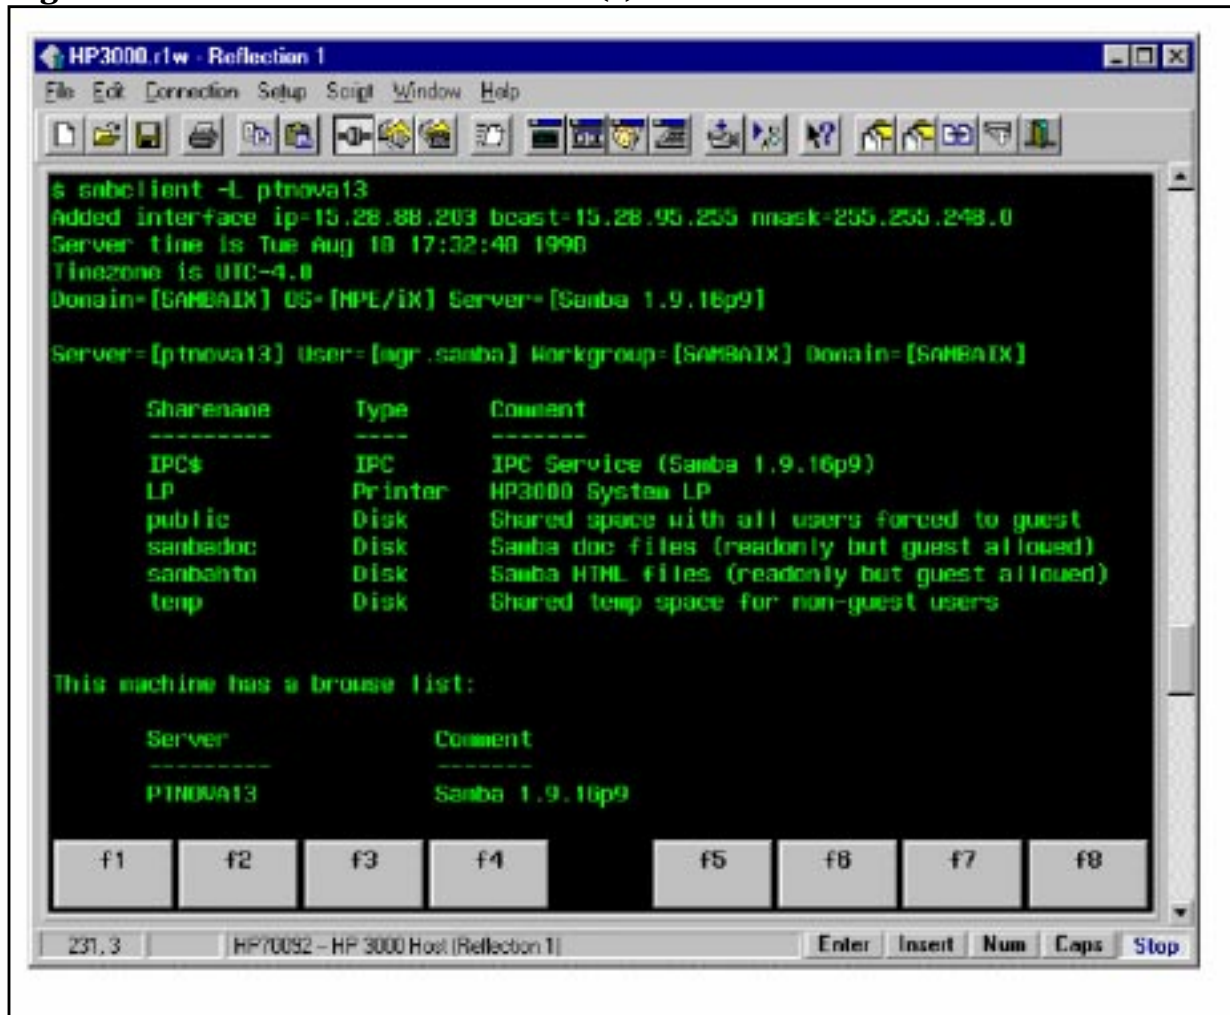 HP3000.r1w - Reflection 1
File Edit Connection Setup Script Window Help
$ smbclient -L ptnova13
Added interface ip=15.28.88.203 bcast=15.28.95.255 nmask=255.255.248.0
Server time is Tue Aug 18 17:32:48 1998
Timezone is UTC-4.0
Domain=[SAMBAIX] OS=[MPE/iX] Server=[Samba 1.9.16p9]
Server=[ptnova13] User=[mgr.samba] Workgroup=[SAMBAIX] Domain=[SAMBAIX]
Sharename Type Comment
--------- ---- -------
IPC$ IPC IPC Service (Samba 1.9.16p9)
LP Printer HP3000 System LP
public Disk Shared space with all users forced to guest
sambadoc Disk Samba doc files (readonly but guest allowed)
sambahtm Disk Samba HTML files (readonly but guest allowed)
temp Disk Shared temp space for non-guest users
This machine has a browse list:
Server Comment
--------- -------
PTNOVA13 Samba 1.9.16p9
f1 f2 f3 f4 f5 f6 f7 f8
231, 3 HP70092 – HP 3000 Host (Reflection 1) Enter Insert Num Caps Stop